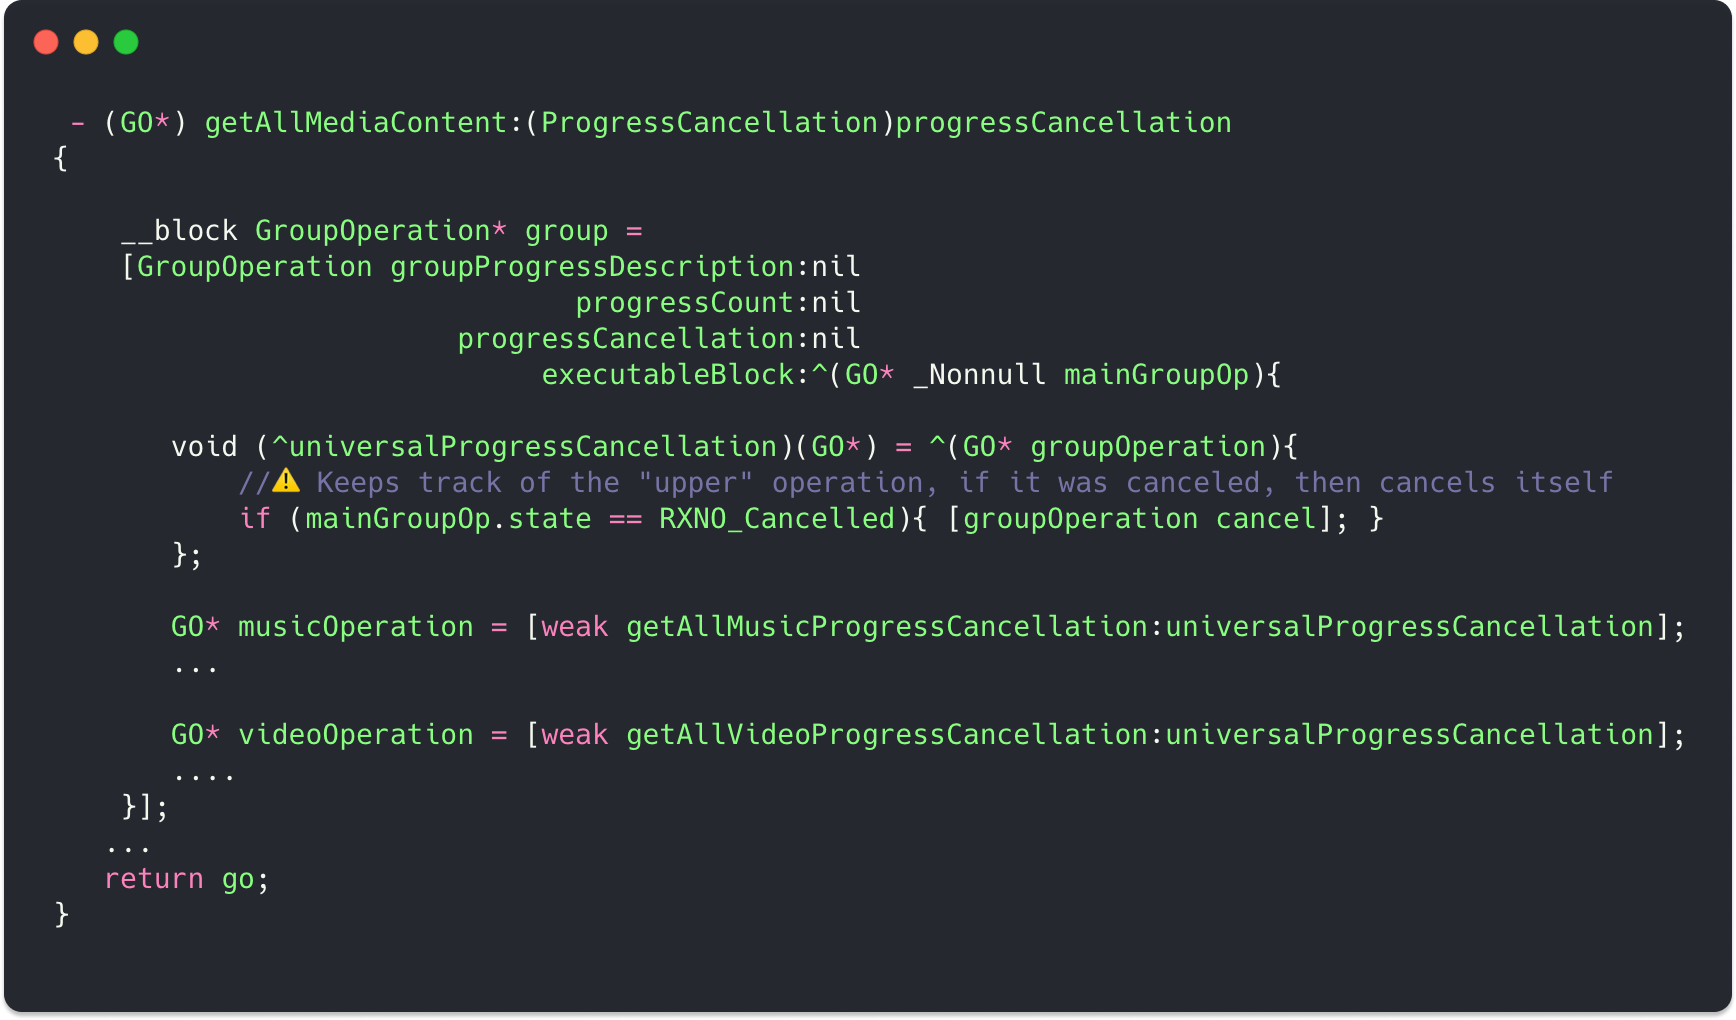 - (GO*) getAllMediaContent:(ProgressCancellation)progressCancellation
{
__block GroupOperation* group =
[GroupOperation groupProgressDescription:nil
progressCount:nil
progressCancellation:nil
executableBlock:^(GO* _Nonnull mainGroupOp){
void (^universalProgressCancellation)(GO*) = ^(GO* groupOperation){
//⚠️ Keeps track of the "upper" operation, if it was canceled, then cancels itself
if (mainGroupOp.state == RXNO_Cancelled){ [groupOperation cancel]; }
};
GO* musicOperation = [weak getAllMusicProgressCancellation:universalProgressCancellation];
...
GO* videoOperation = [weak getAllVideoProgressCancellation:universalProgressCancellation];
....
}];
...
return go;
}